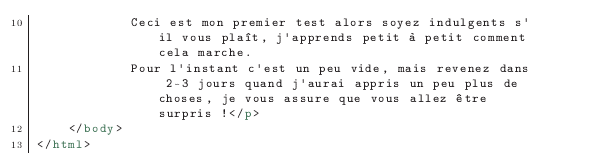 10 Ceci est mon premier test alors soyez indulgents s'
il vous plaît, j'apprends petit à petit comment
cela marche.
11 Pour l'instant c'est un peu vide, mais revenez dans
2-3 jours quand j'aurai appris un peu plus de
choses, je vous assure que vous allez être
surpris !</p>
12 </body>
13 </html>